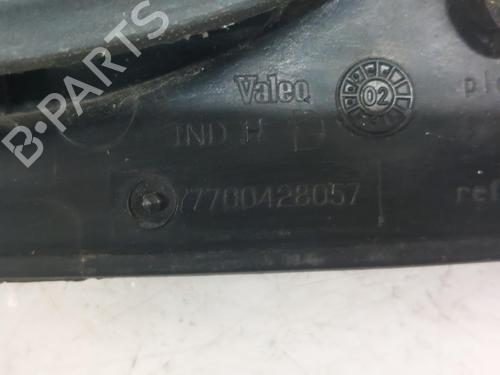 Valeo
02
IND H D
7700428057
B-PARTS